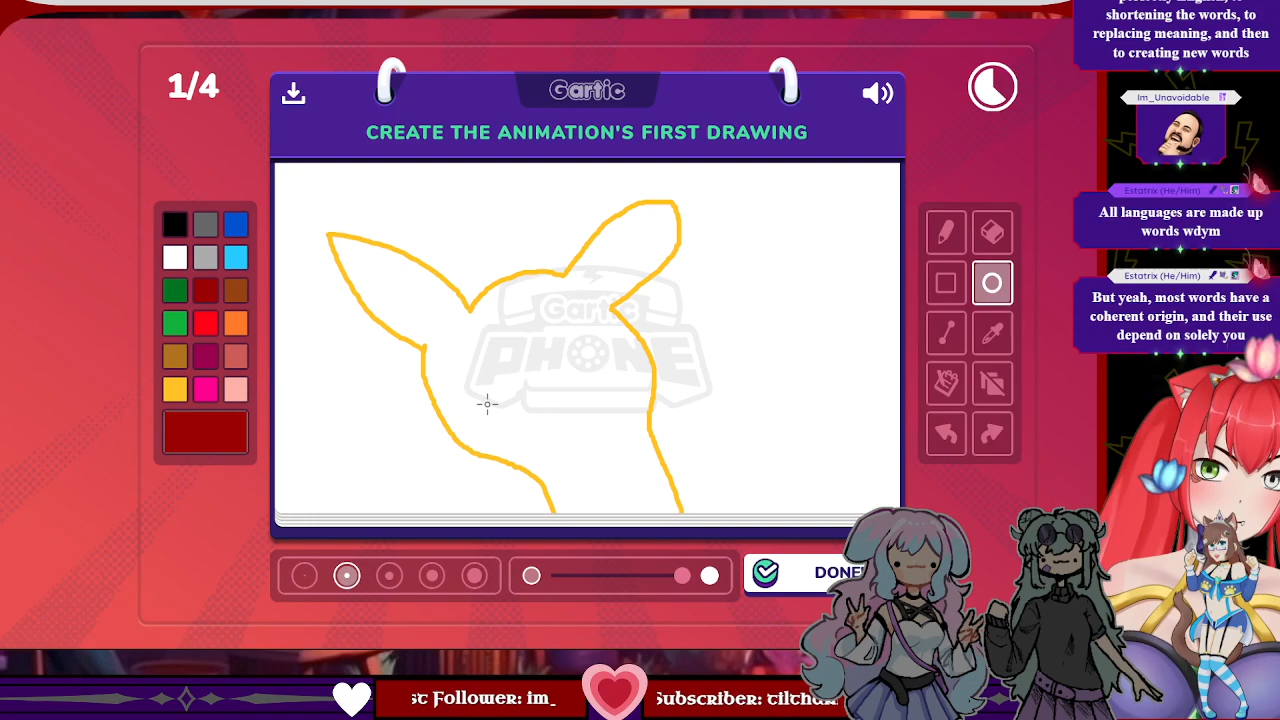 shortening the words, to
replacing meaning, and then
to creating new words
1/4
Gartic
CREATE THE ANIMATION'S FIRST DRAWING
Im_Unavoidable
Estatrix (He/Him)
All languages are made up
words wdym
Estatrix (He/Him)
But yeah, most words have a
coherent origin, and their use
depend on solely you
Gartic
PHONE
DONE
st Follower: im_
Subscriber: